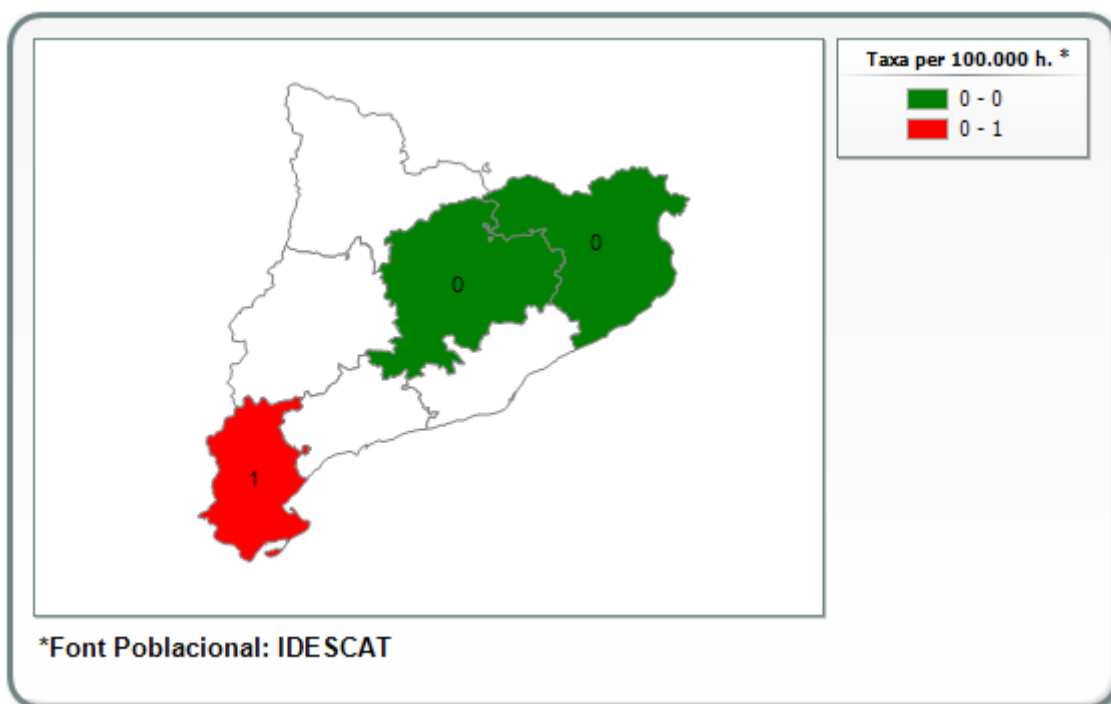 Taxa per 100.000 h. *
0 - 0
0 - 1
0
0
1
*Font Poblacional: IDESCAT